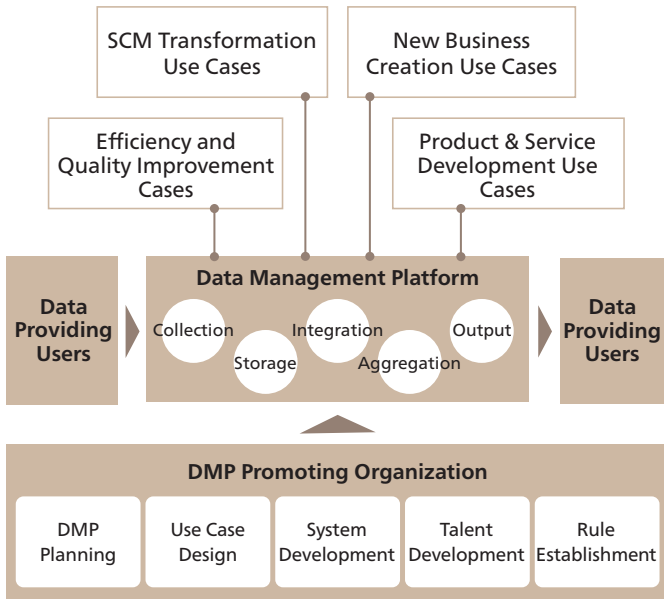 SCM Transformation
Use Cases
New Business
Creation Use Cases
Efficiency and
Quality Improvement
Cases
Product & Service
Development Use
Cases
Data
Providing
Users
Data Management Platform
Collection
Storage
Integration
Aggregation
Output
Data
Providing
Users
DMP Promoting Organization
DMP
Planning
Use Case
Design
System
Development
Talent
Development
Rule
Establishment